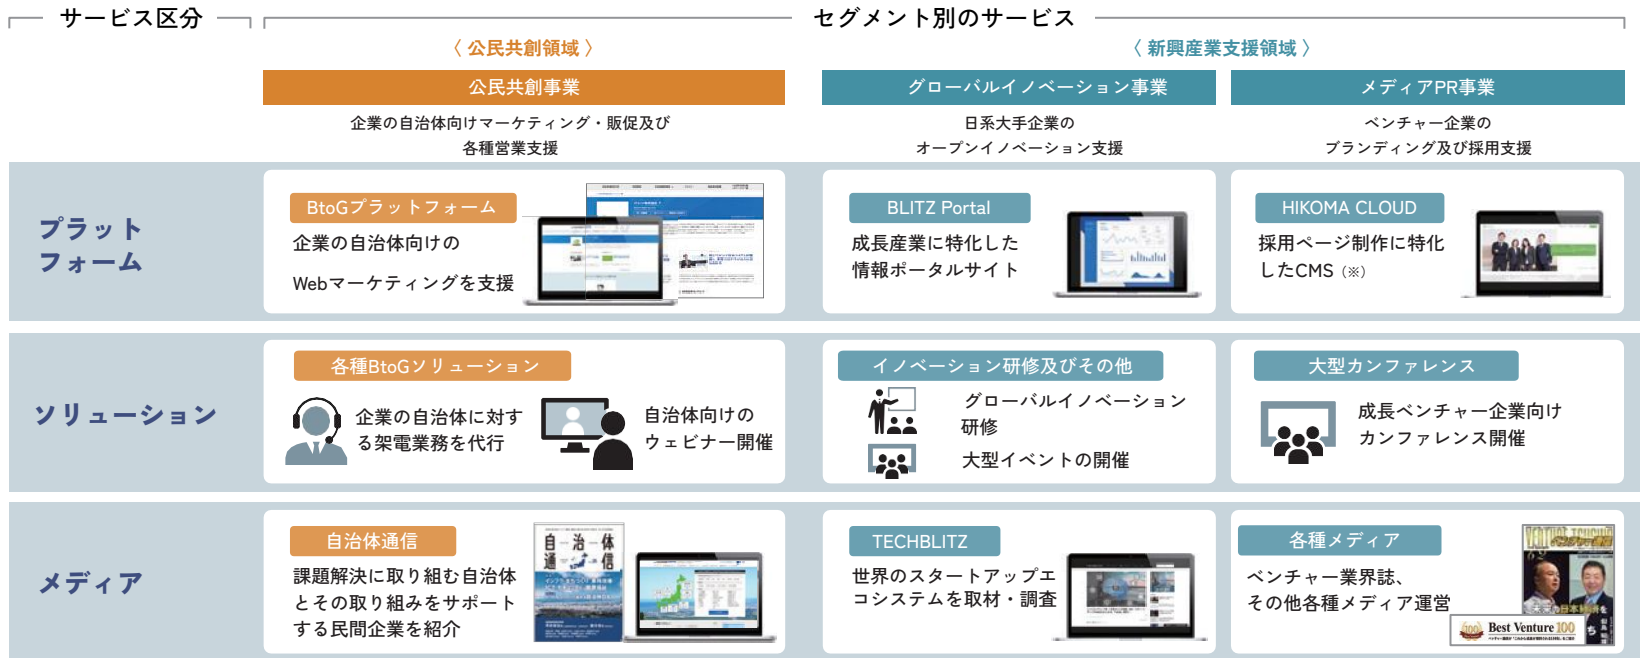 サービス区分
セグメント別のサービス
〈 公民共創領域 〉
〈 新興産業支援領域 〉
公民共創事業
グローバルイノベーション事業
メディアPR事業
企業の自治体向けマーケティング・販促及び
各種営業支援
日系大手企業の
オープンイノベーション支援
ベンチャー企業の
ブランディング及び採用支援
プラット
フォーム
BtoGプラットフォーム
企業の自治体向けの
Webマーケティングを支援
BLITZ Portal
成長産業に特化した
情報ポータルサイト
HIKOMA CLOUD
採用ページ制作に特化
したCMS（※）
ソリューション
各種BtoGソリューション
企業の自治体に対す
る架電業務を代行
自治体向けの
ウェビナー開催
イノベーション研修及びその他
グローバルイノベーション
研修
大型イベントの開催
大型カンファレンス
成長ベンチャー企業向け
カンファレンス開催
メディア
自治体通信
課題解決に取り組む自治体
とその取り組みをサポート
する民間企業を紹介
自治体
通信
TECHBLITZ
世界のスタートアップエ
コシステムを取材・調査
各種メディア
ベンチャー業界誌、
その他各種メディア運営
100
Best Venture 100